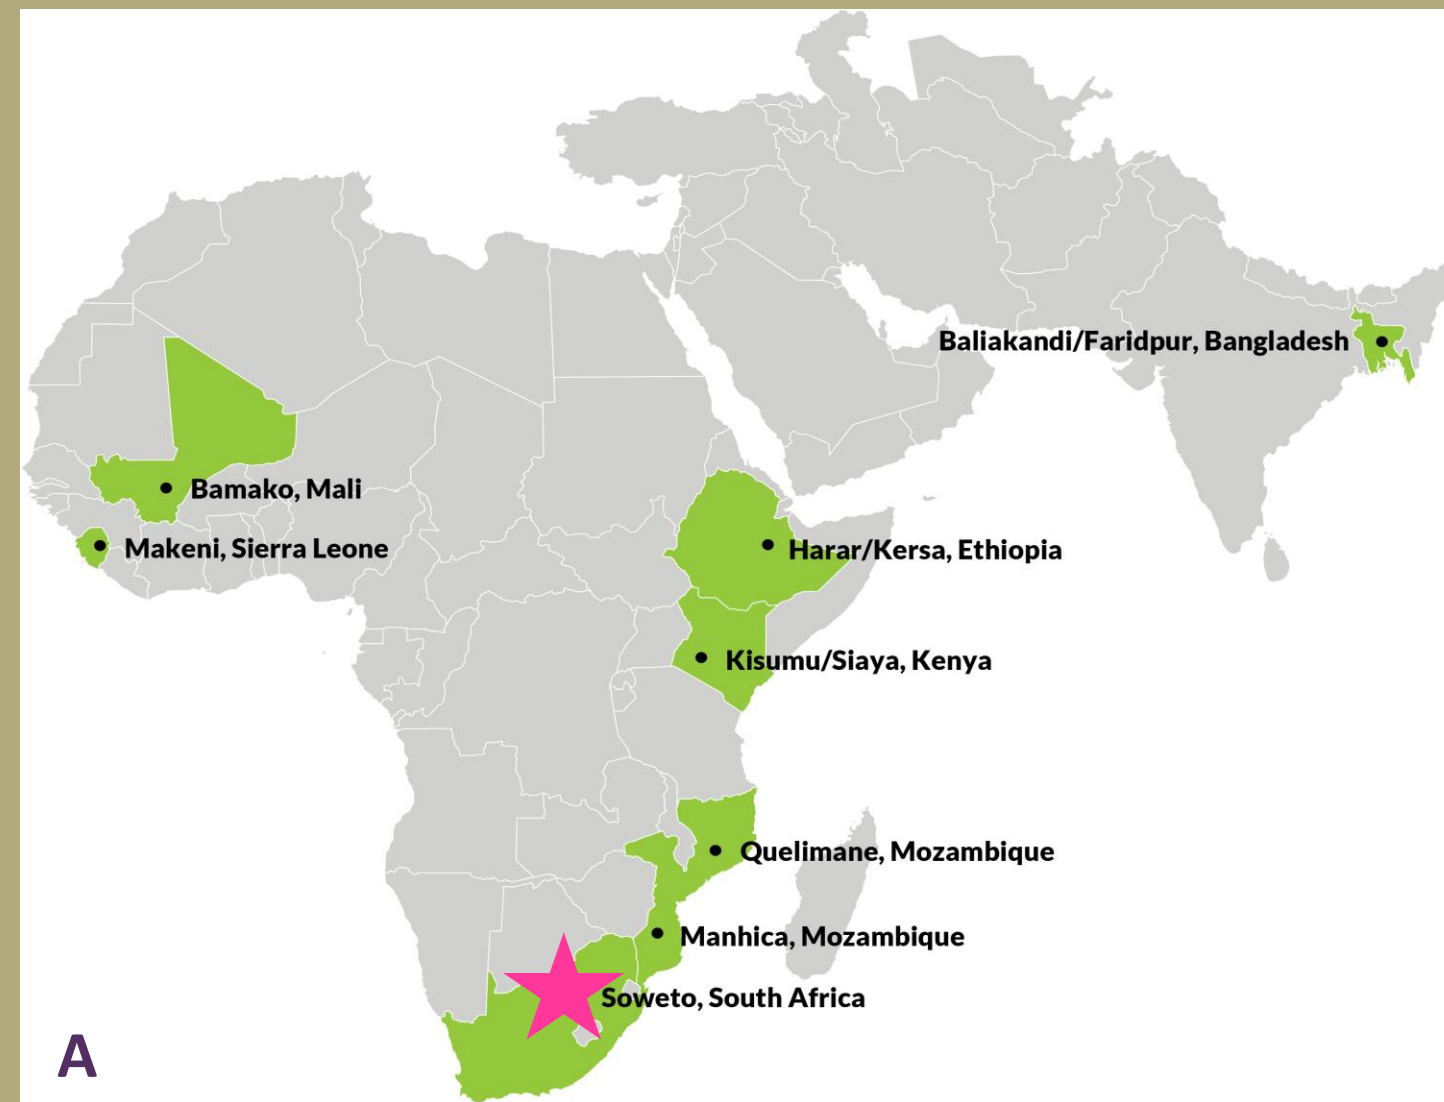 Baliakandi/Faridpur, Bangladesh
Bamako, Mali
Makeni, Sierra Leone
Harar/Kersa, Ethiopia
Kisumu/Siaya, Kenya
Quelimane, Mozambique
Manhica, Mozambique
Soweto, South Africa
A